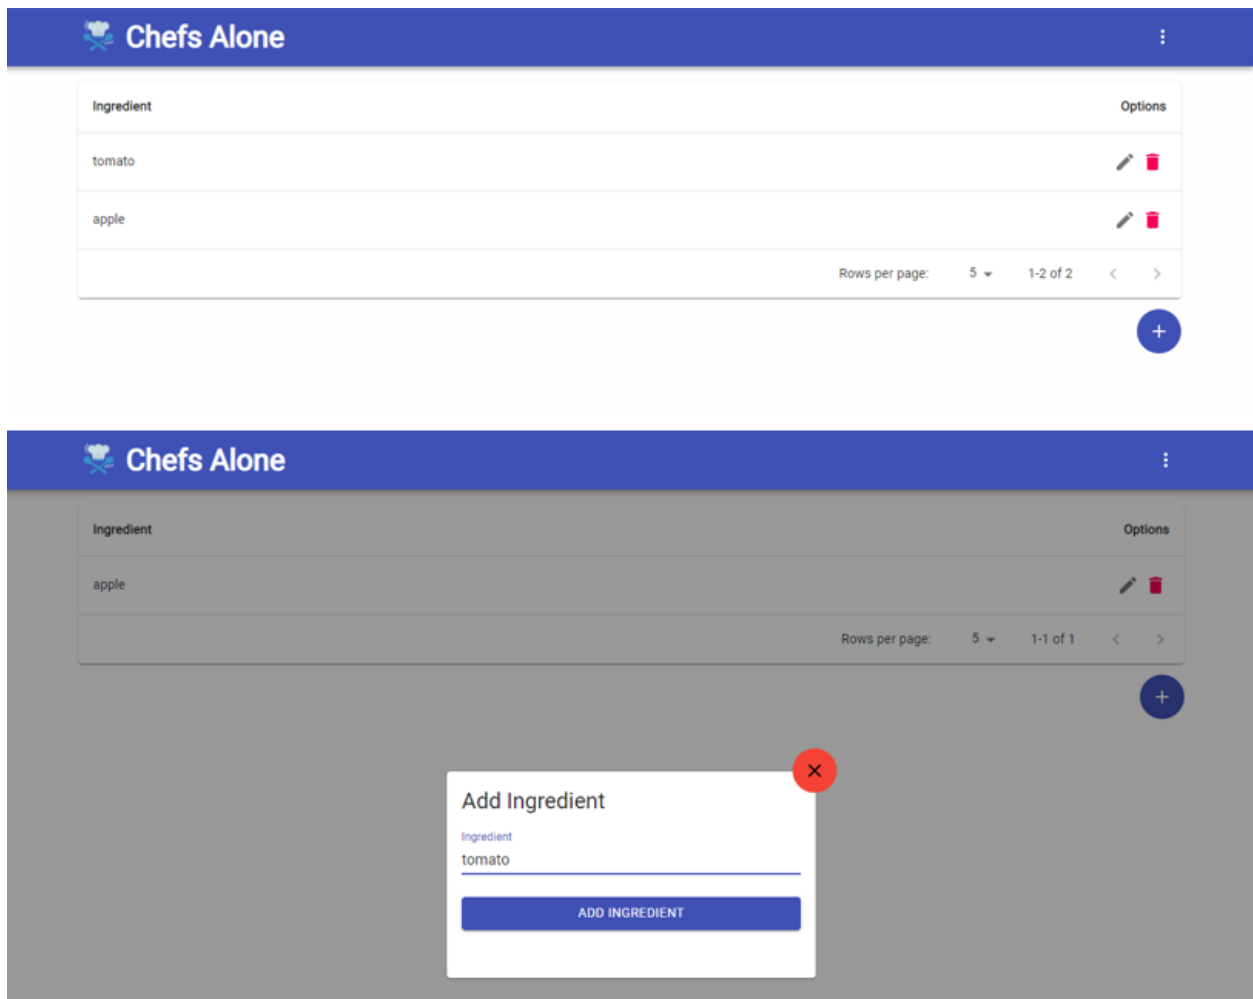 Chefs Alone
Ingredient Options
tomato
apple
Rows per page: 5 1-2 of 2
Chefs Alone
Ingredient Options
apple
Rows per page: 5 1-1 of 1
Add Ingredient
Ingredient
tomato
ADD INGREDIENT